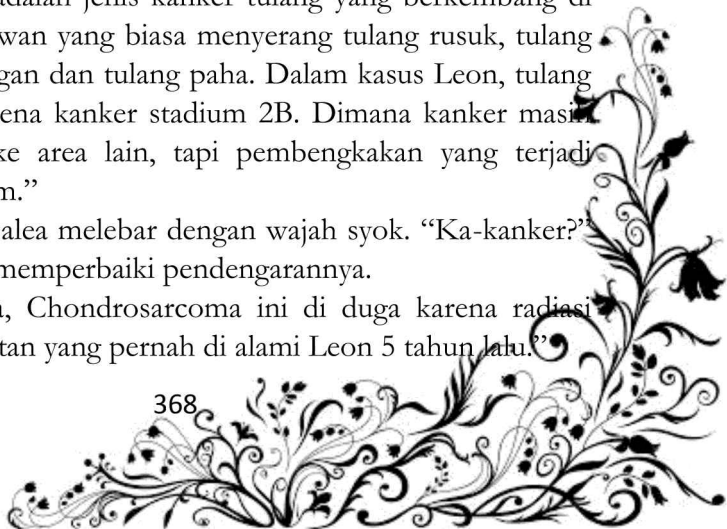 adalah jenis kanker tulang yang berkembang di
wan yang biasa menyerang tulang rusuk, tulang
gan dan tulang paha. Dalam kasus Leon, tulang
ena kanker stadium 2B. Dimana kanker masih
ke area lain, tapi pembengkakan yang terjadi
m.”
alea melebar dengan wajah syok. “Ka-kanker?”
memperbaiki pendengarannya.
a, Chondrosarcoma ini di duga karena radiasi
tan yang pernah di alami Leon 5 tahun lalu.”
368